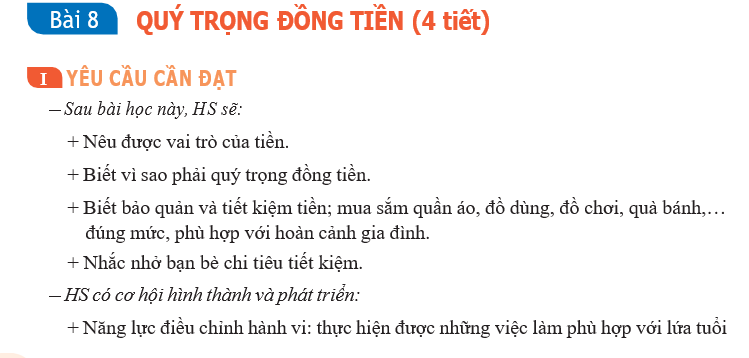 Bài 8 QUÝ TRỌNG ĐỒNG TIỀN (4 tiết)
I YÊU CẦU CẦN ĐẠT
– Sau bài học này, HS sẽ:
+ Nêu được vai trò của tiền.
+ Biết vì sao phải quý trọng đồng tiền.
+ Biết bảo quản và tiết kiệm tiền; mua sắm quần áo, đồ dùng, đồ chơi, quà bánh,…
đúng mức, phù hợp với hoàn cảnh gia đình.
+ Nhắc nhở bạn bè chi tiêu tiết kiệm.
– HS có cơ hội hình thành và phát triển:
+ Năng lực điều chỉnh hành vi: thực hiện được những việc làm phù hợp với lứa tuổi